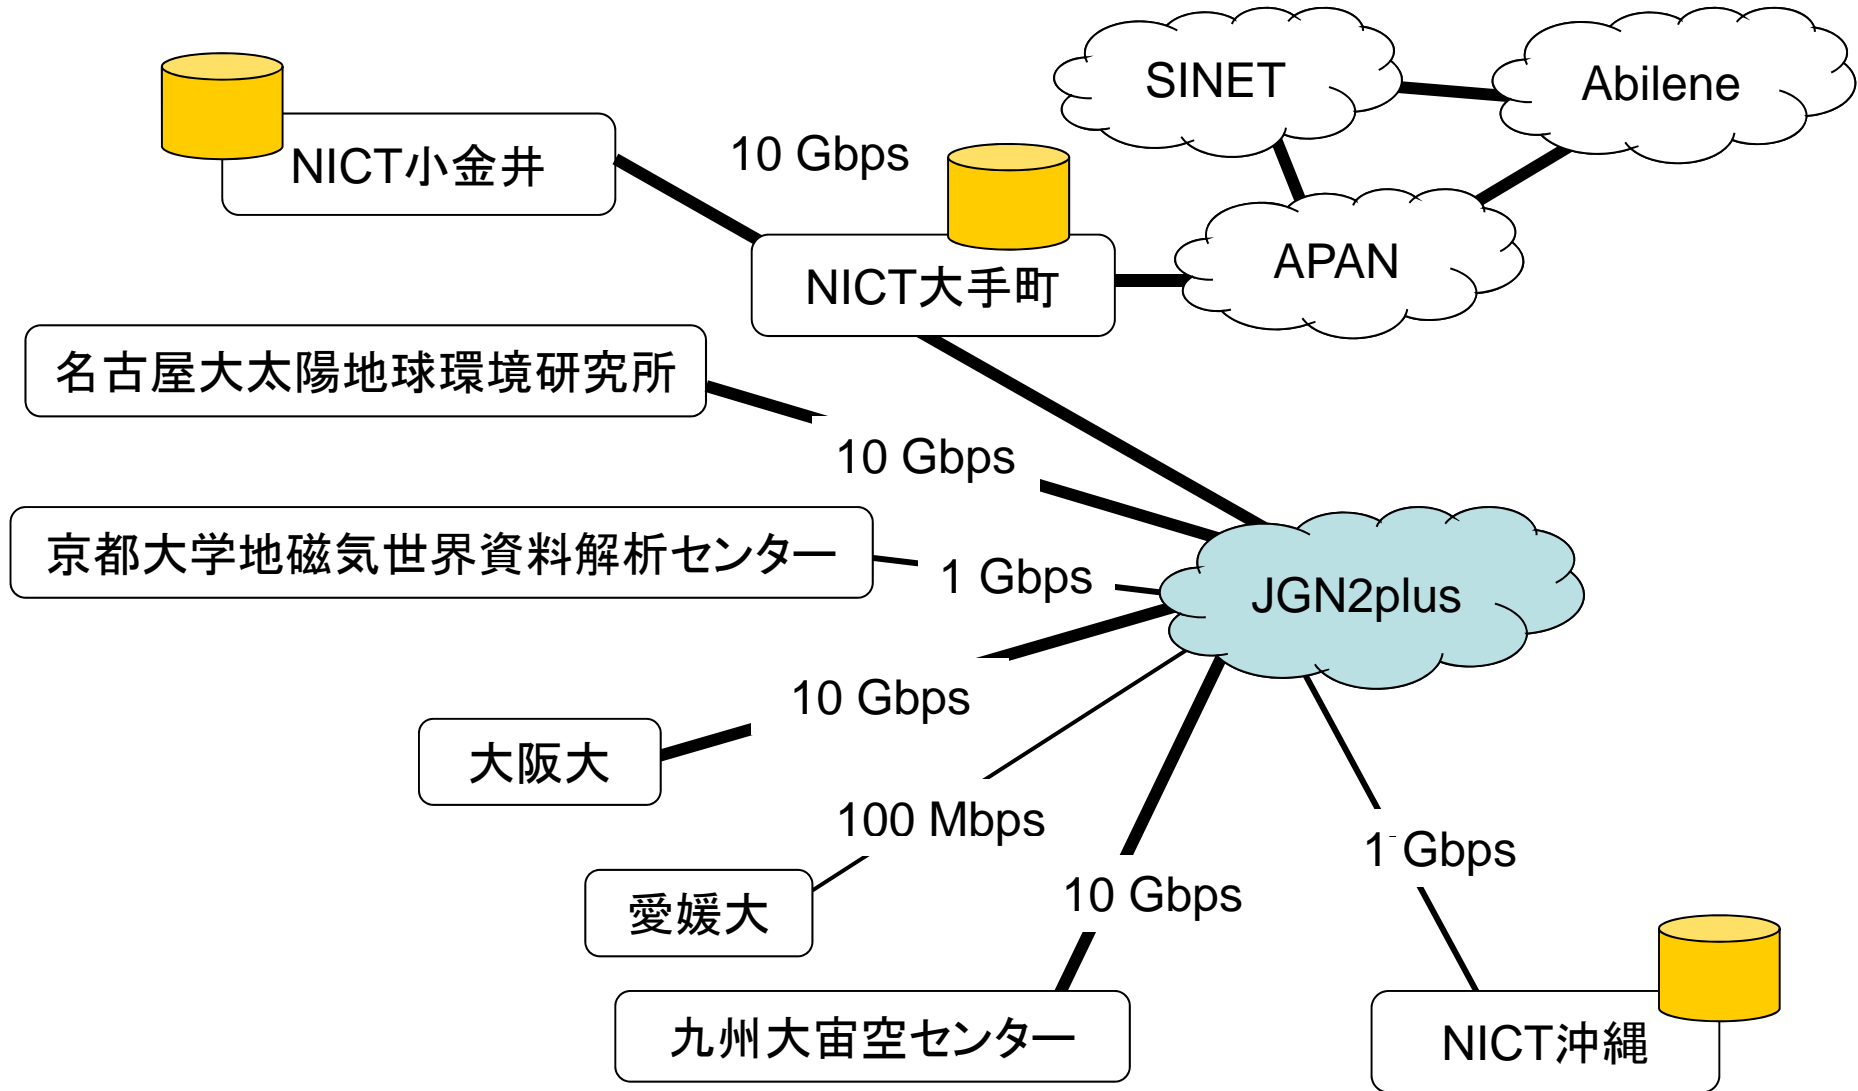 SINET
Abilene
10 Gbps
NICT小金井
APAN
NICT大手町
名古屋大太陽地球環境研究所
10 Gbps
京都大学地磁気世界資料解析センター
1 Gbps
JGN2plus
10 Gbps
大阪大
100 Mbps
1 Gbps
愛媛大
10 Gbps
九州大宙空センター
NICT沖縄